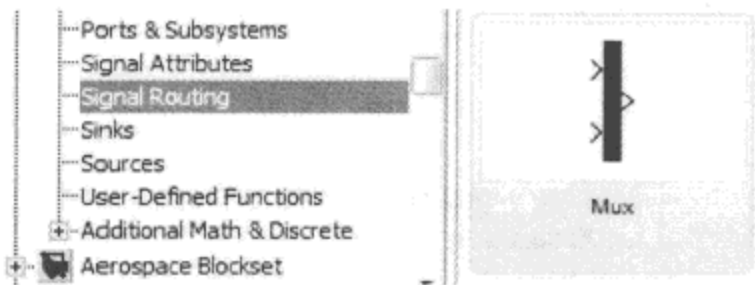 Ports & Subsystems
Signal Attributes
Signal Routing
Sinks
Sources
User-Defined Functions
Additional Math & Discrete
Aerospace Blockset
Mux